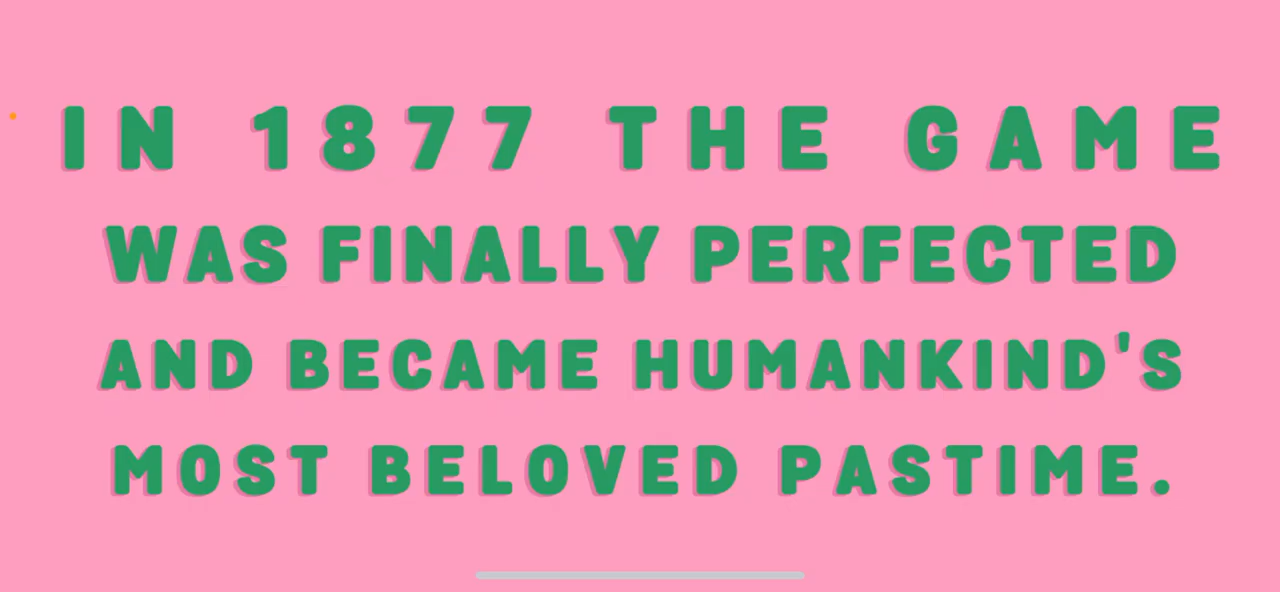 IN 1877 THE GAME
WAS FINALLY PERFECTED
AND BECAME HUMANKIND'S
MOST BELOVED PASTIME.